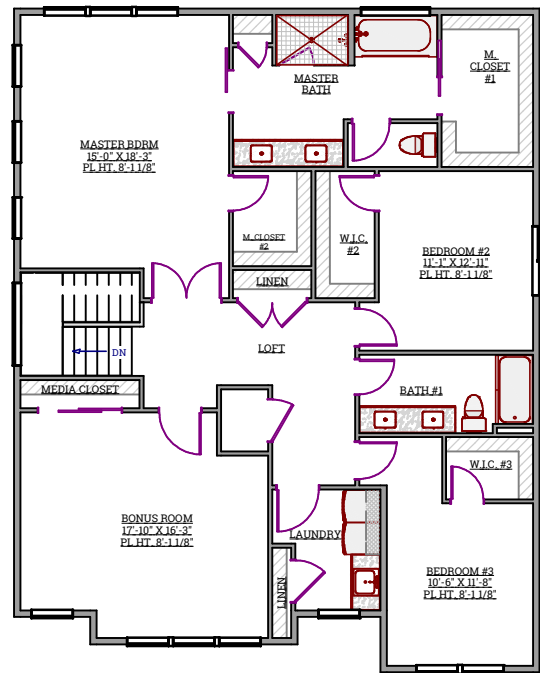 MASTER BATH
M. CLOSET #1
MASTER BDRM
15'-0" X 18'-3"
PL.HT. 8'-1 1/8"
M. CLOSET #2
W.I.C. #2
BEDROOM #2
11'-1" X 12'-11"
PL.HT. 8'-1 1/8"
LINEN
LOFT
DN
MEDIA CLOSET
BATH #1
W.I.C. #3
BONUS ROOM
17'-10" X 16'-3"
PL.HT. 8'-1 1/8"
LAUNDRY
LINEN
BEDROOM #3
10'-6" X 11'-8"
PL.HT. 8'-1 1/8"